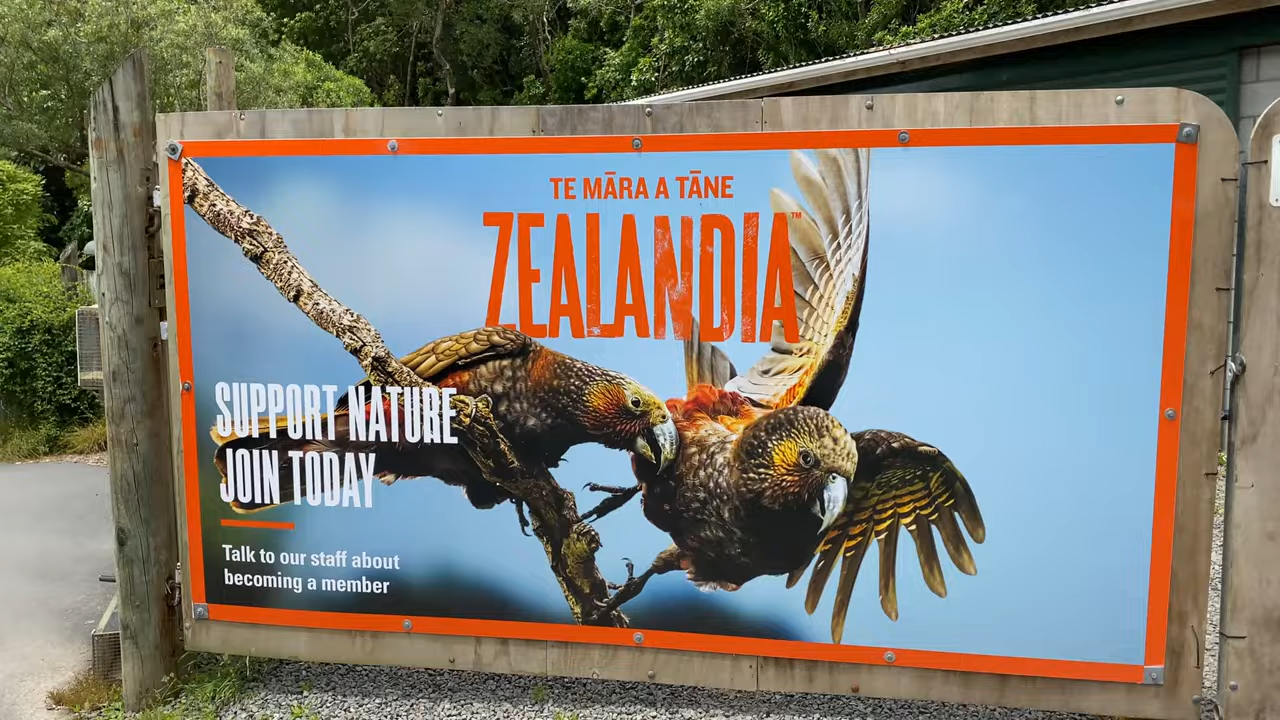 TE MĀRA A TĀNE
ZEALANDIA™
SUPPORT NATURE
JOIN TODAY
Talk to our staff about
becoming a member